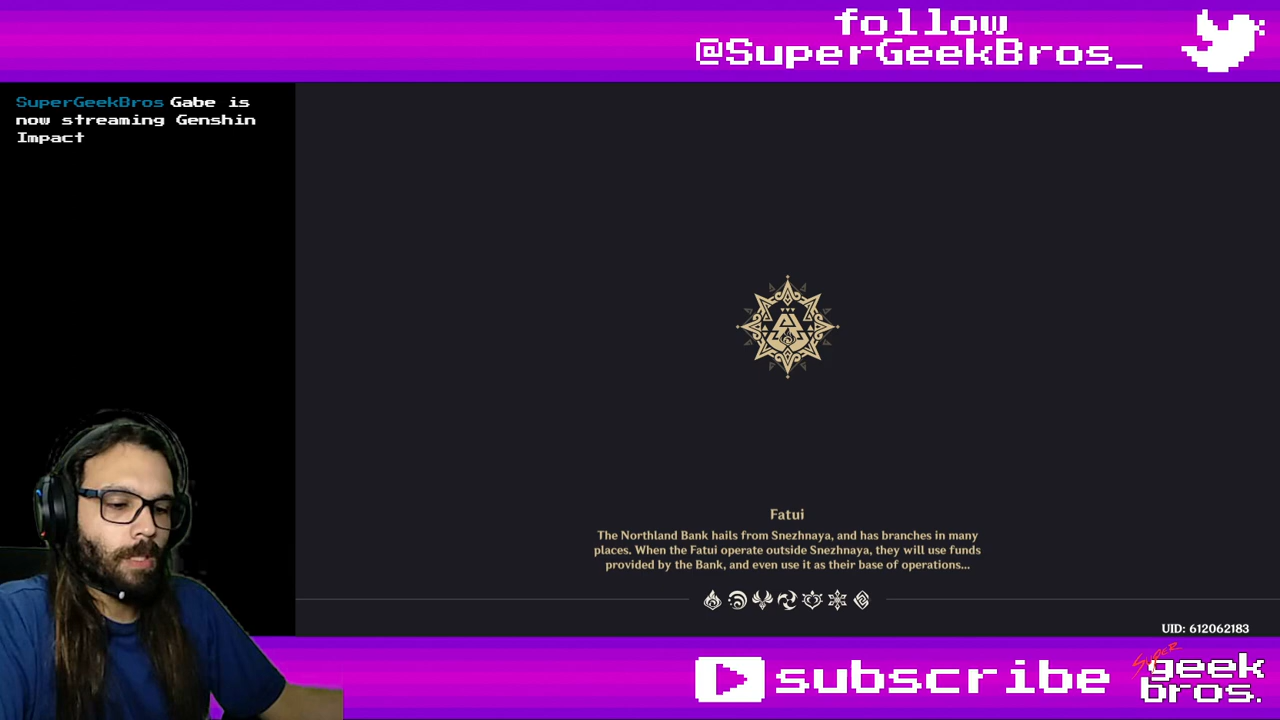 follow
@SuperGeekBros_
SuperGeekBros Gabe is
now streaming Genshin
Impact
Fatui
The Northland Bank hails from Snezhnaya, and has branches in many
places. When the Fatui operate outside Snezhnaya, they will use funds
provided by the Bank, and even use it as their base of operations...
UID: 612062183
subscribe
SUPER
geek
bros.